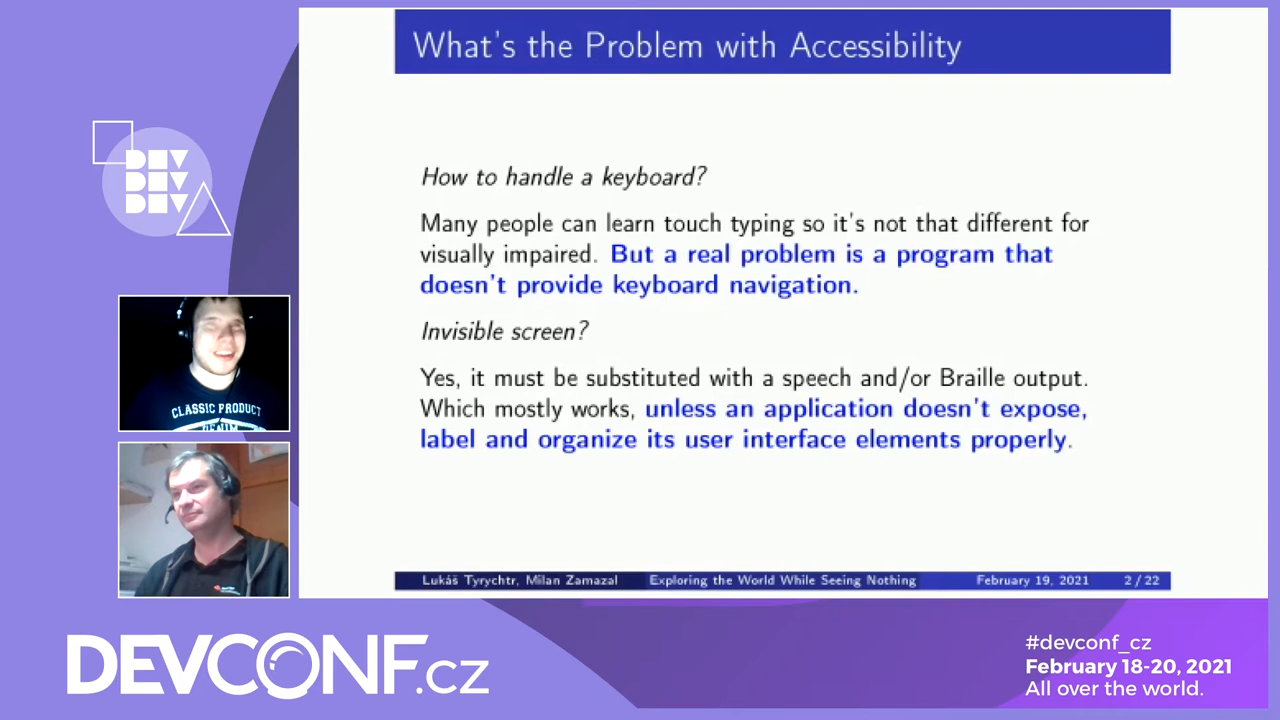 What's the Problem with Accessibility
How to handle a keyboard?
Many people can learn touch typing so it's not that different for
visually impaired. But a real problem is a program that
doesn't provide keyboard navigation.
Invisible screen?
Yes, it must be substituted with a speech and/or Braille output.
Which mostly works, unless an application doesn't expose,
label and organize its user interface elements properly.
Lukáš Tyrychtr, Milan Zamazal Exploring the World While Seeing Nothing February 19, 2021 2 / 22
DEV
DEV
DEV
CLASSIC PRODUCT
DENIM
DEVCONF.CZ
#devconf_cz
February 18-20, 2021
All over the world.